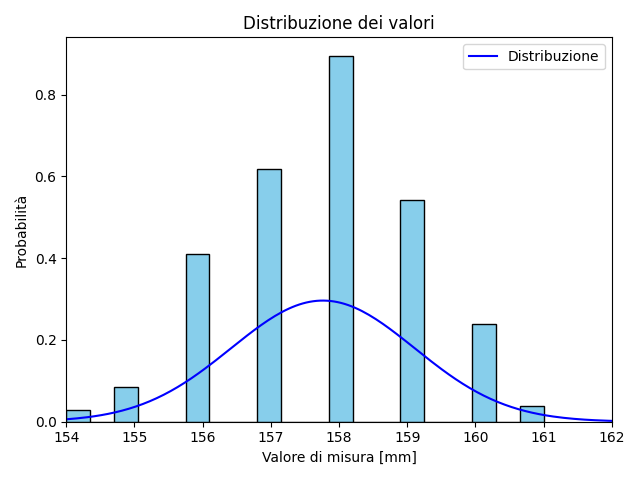 Distribuzione dei valori
Distribuzione
Probabilità
0.8
0.6
0.4
0.2
0.0
154 155 156 157 158 159 160 161 162
Valore di misura [mm]